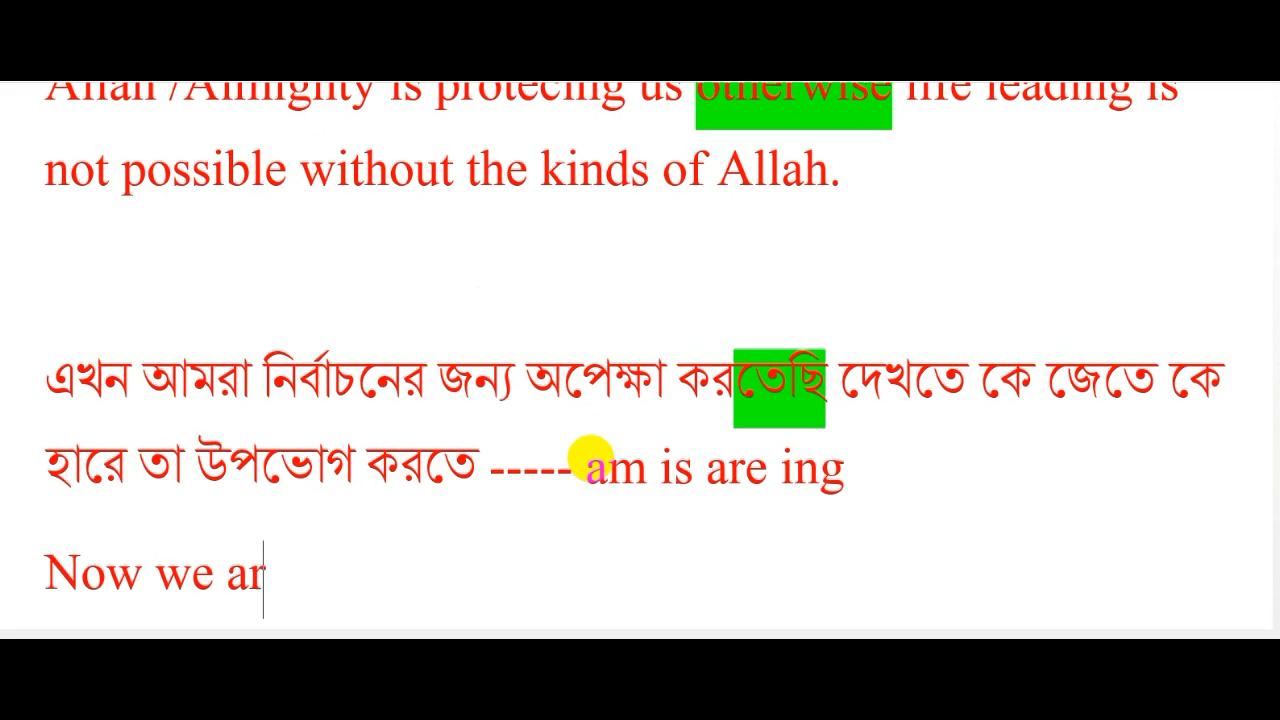 Allah /Almighty is protecing us otherwise life leading is
not possible without the kinds of Allah.
এখন আমরা নির্বাচনের জন্য অপেক্ষা করতেছি দেখতে কে জেতে কে
হারে তা উপভোগ করতে ----- am is are ing
Now we ar